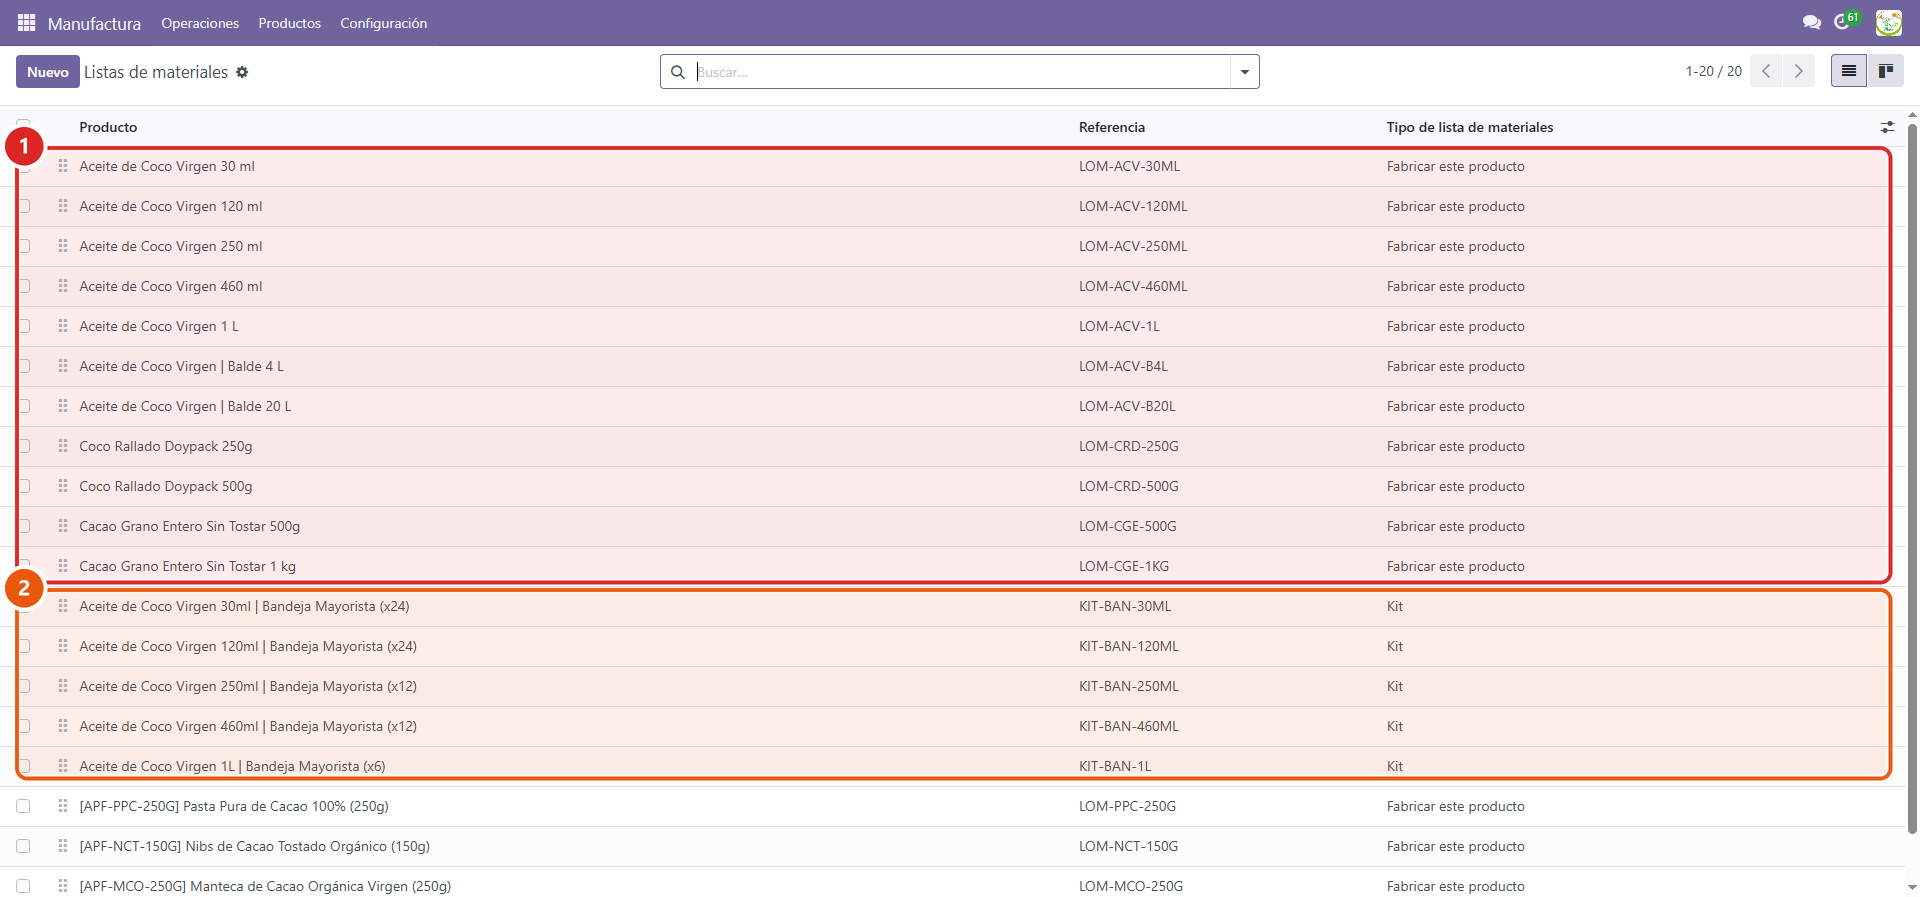 Manufactura Operaciones Productos Configuración 61
Nuevo Listas de materiales Buscar... 1-20 / 20
Producto Referencia Tipo de lista de materiales
1
Aceite de Coco Virgen 30 ml LOM-ACV-30ML Fabricar este producto
Aceite de Coco Virgen 120 ml LOM-ACV-120ML Fabricar este producto
Aceite de Coco Virgen 250 ml LOM-ACV-250ML Fabricar este producto
Aceite de Coco Virgen 460 ml LOM-ACV-460ML Fabricar este producto
Aceite de Coco Virgen 1 L LOM-ACV-1L Fabricar este producto
Aceite de Coco Virgen | Balde 4 L LOM-ACV-B4L Fabricar este producto
Aceite de Coco Virgen | Balde 20 L LOM-ACV-B20L Fabricar este producto
Coco Rallado Doypack 250g LOM-CRD-250G Fabricar este producto
Coco Rallado Doypack 500g LOM-CRD-500G Fabricar este producto
Cacao Grano Entero Sin Tostar 500g LOM-CGE-500G Fabricar este producto
Cacao Grano Entero Sin Tostar 1 kg LOM-CGE-1KG Fabricar este producto
2
Aceite de Coco Virgen 30ml | Bandeja Mayorista (x24) KIT-BAN-30ML Kit
Aceite de Coco Virgen 120ml | Bandeja Mayorista (x24) KIT-BAN-120ML Kit
Aceite de Coco Virgen 250ml | Bandeja Mayorista (x12) KIT-BAN-250ML Kit
Aceite de Coco Virgen 460ml | Bandeja Mayorista (x12) KIT-BAN-460ML Kit
Aceite de Coco Virgen 1L | Bandeja Mayorista (x6) KIT-BAN-1L Kit
[APF-PPC-250G] Pasta Pura de Cacao 100% (250g) LOM-PPC-250G Fabricar este producto
[APF-NCT-150G] Nibs de Cacao Tostado Orgánico (150g) LOM-NCT-150G Fabricar este producto
[APF-MCO-250G] Manteca de Cacao Orgánica Virgen (250g) LOM-MCO-250G Fabricar este producto